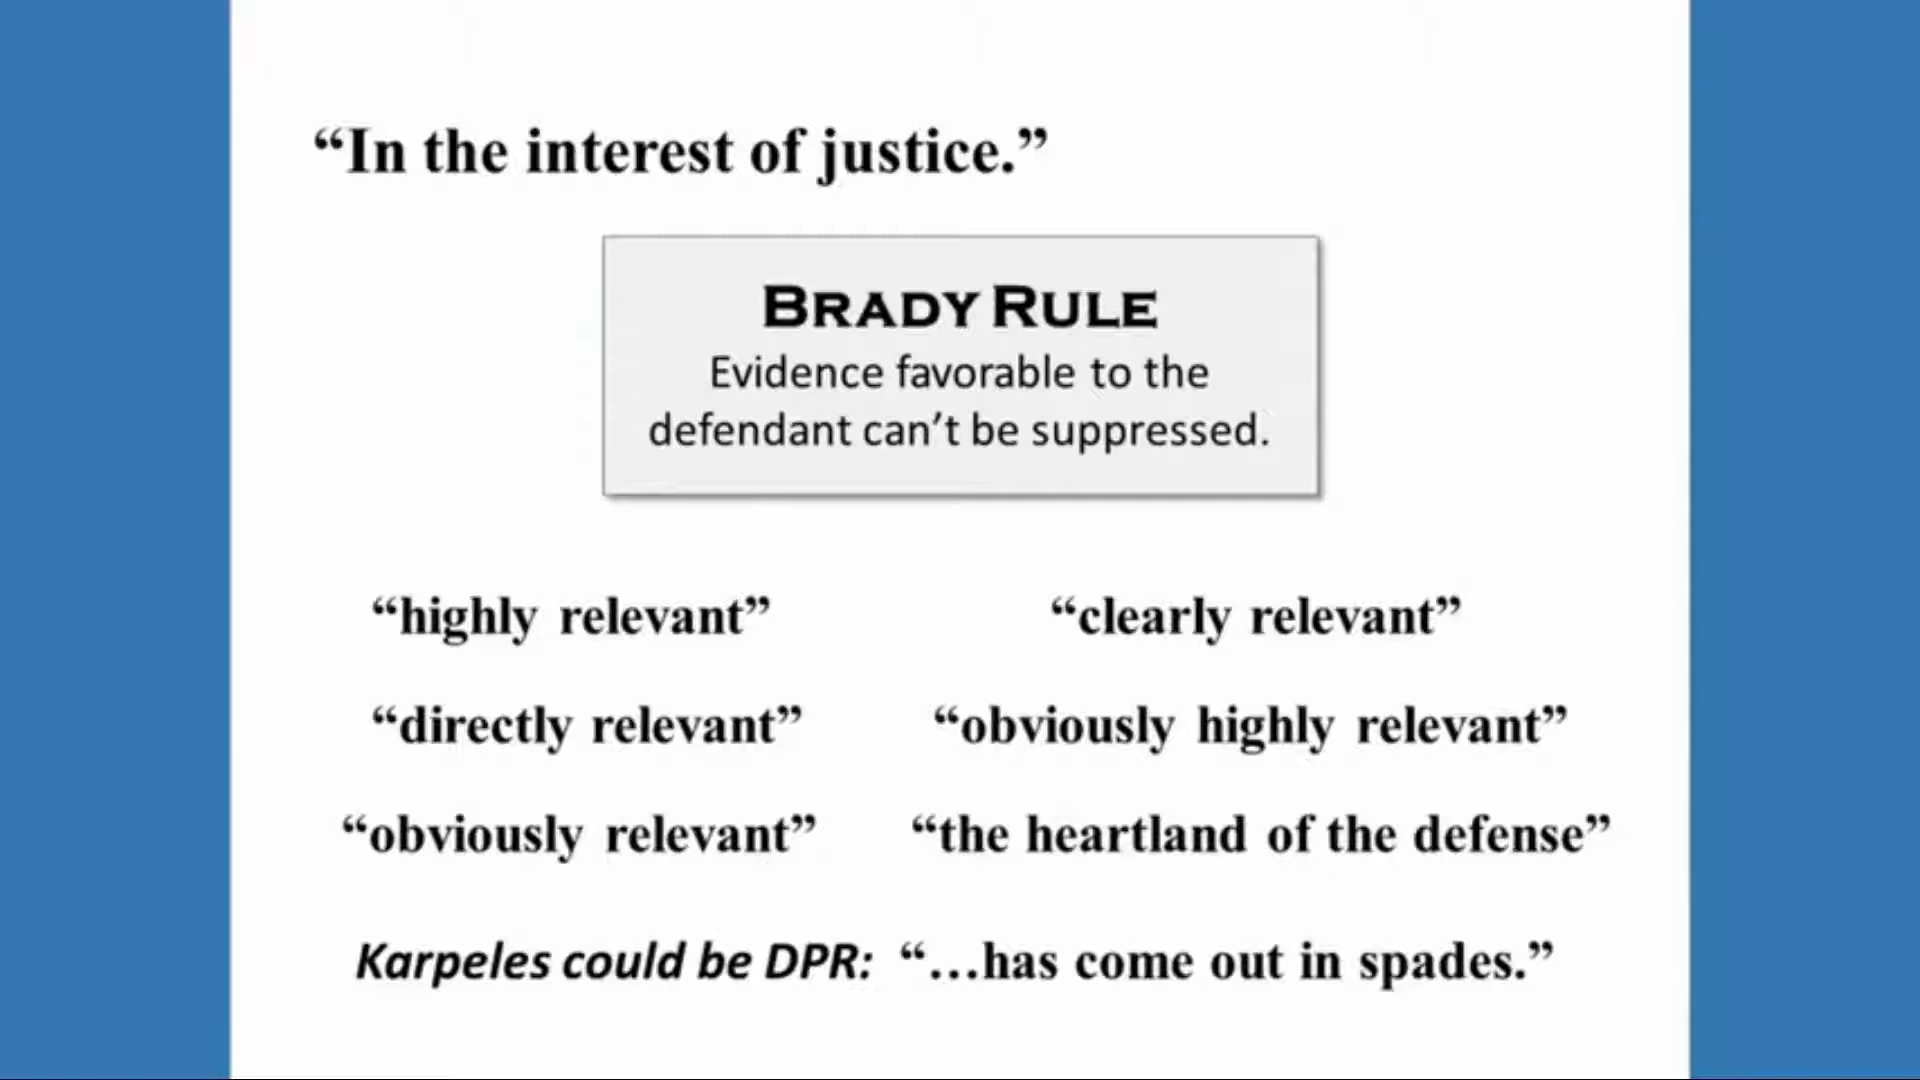 “In the interest of justice.”
BRADY RULE
Evidence favorable to the
defendant can’t be suppressed.
“highly relevant” “clearly relevant”
“directly relevant” “obviously highly relevant”
“obviously relevant” “the heartland of the defense”
Karpeles could be DPR: “…has come out in spades.”